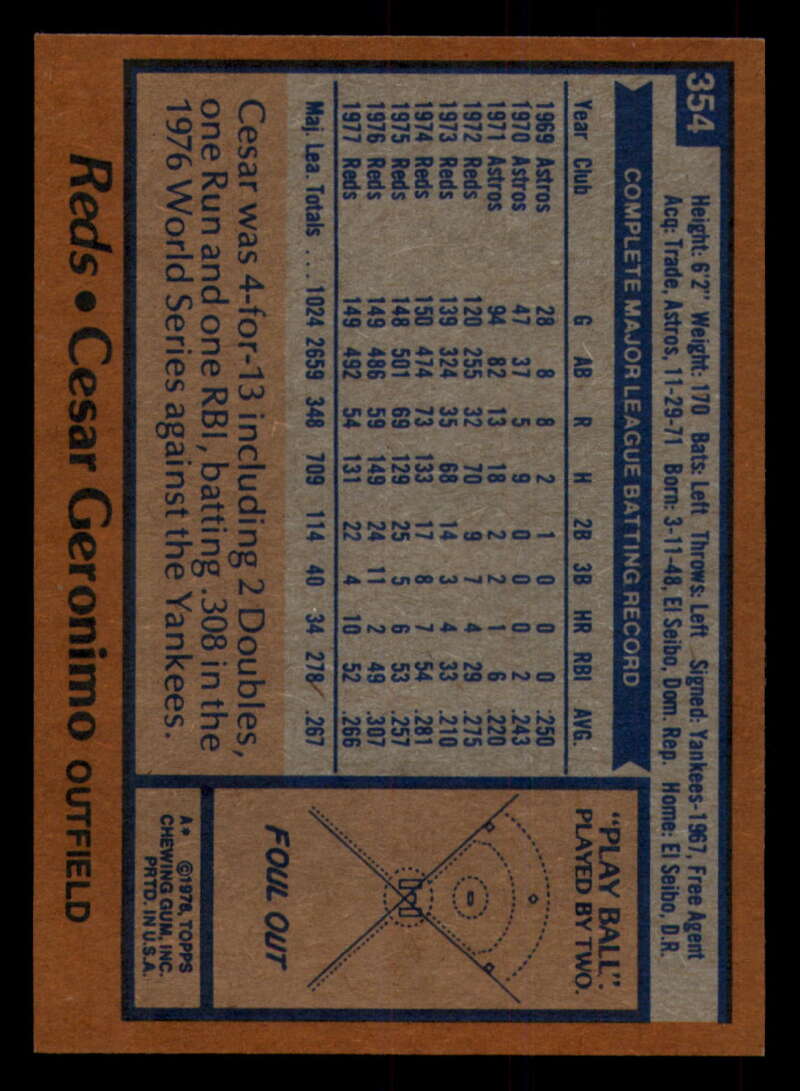 354
Height: 6'2" Weight: 170 Bats: Left Throws: Left Signed: Yankees-1967, Free Agent
Acq: Trade, Astros, 11-29-71 Born: 3-11-48, El Seibo, Dom. Rep. Home: El Seibo, D.R.
COMPLETE MAJOR LEAGUE BATTING RECORD
Year Club G AB R H 2B 3B HR RBI AVG.
1969 Astros 28 8 8 2 1 0 0 0 .250
1970 Astros 47 37 5 9 0 0 0 2 .243
1971 Astros 94 82 13 18 2 2 1 6 .220
1972 Reds 120 255 32 70 9 7 4 29 .275
1973 Reds 139 324 35 68 14 3 4 33 .210
1974 Reds 150 474 73 133 17 8 7 54 .281
1975 Reds 148 501 69 129 25 5 6 53 .257
1976 Reds 149 486 59 149 24 11 2 49 .307
1977 Reds 149 492 54 131 22 4 10 52 .266
Maj. Lea. Totals ... 1024 2659 348 709 114 40 34 278 .267
Cesar was 4-for-13 including 2 Doubles,
one Run and one RBI, batting .308 in the
1976 World Series against the Yankees.
"PLAY BALL".
PLAYED BY TWO.
FOUL OUT
A* ©1978, TOPPS
CHEWING GUM, INC.
PRTD. IN U.S.A.
Reds • Cesar Geronimo OUTFIELD